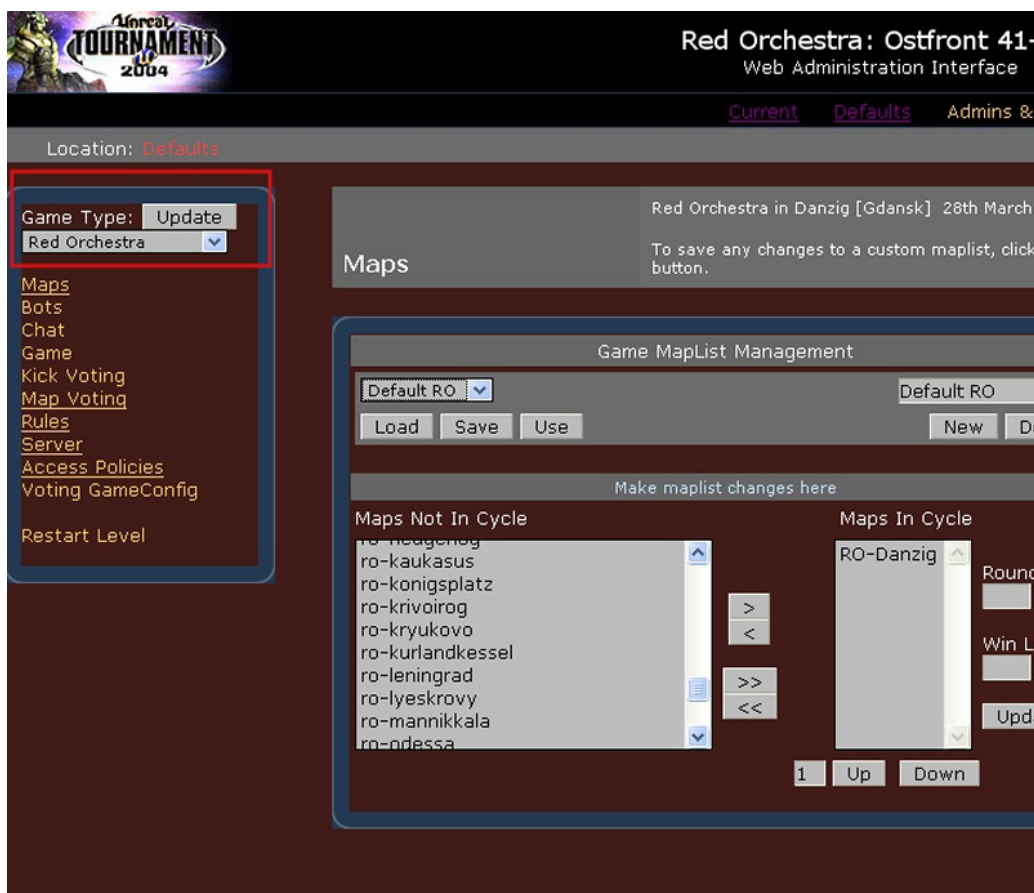 Unreal
TOURNAMENT
2004
Red Orchestra: Ostfront 41-
Web Administration Interface
Current Defaults Admins &
Location: Defaults
Game Type: Update
Red Orchestra
Maps
Bots
Chat
Game
Kick Voting
Map Voting
Rules
Server
Access Policies
Voting GameConfig
Restart Level
Maps
Red Orchestra in Danzig [Gdansk] 28th March
To save any changes to a custom maplist, click
button.
Game MapList Management
Default RO Default RO
Load Save Use New D
Make maplist changes here
Maps Not In Cycle Maps In Cycle
ro-kaukasus
ro-konigsplatz
ro-krivoirog
ro-kryukovo
ro-kurlandkessel
ro-leningrad
ro-lyeskrovy
ro-mannikkala
ro-odessa
>
<
>>
<<
RO-Danzig
Round
Win L
Upd
1 Up Down